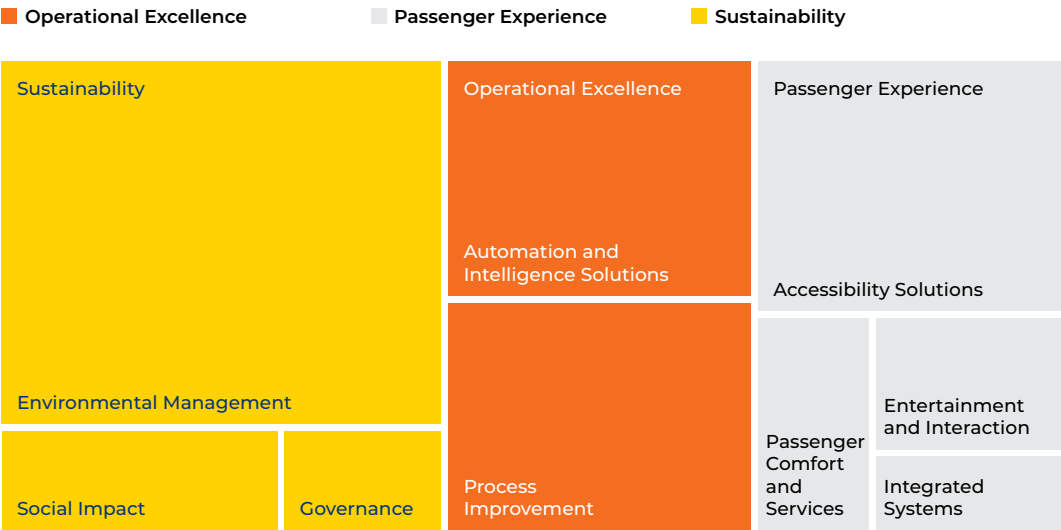 Operational Excellence
Passenger Experience
Sustainability
Sustainability
Environmental Management
Social Impact
Governance
Operational Excellence
Automation and
Intelligence Solutions
Process
Improvement
Passenger Experience
Accessibility Solutions
Passenger
Comfort
and
Services
Entertainment
and Interaction
Integrated
Systems